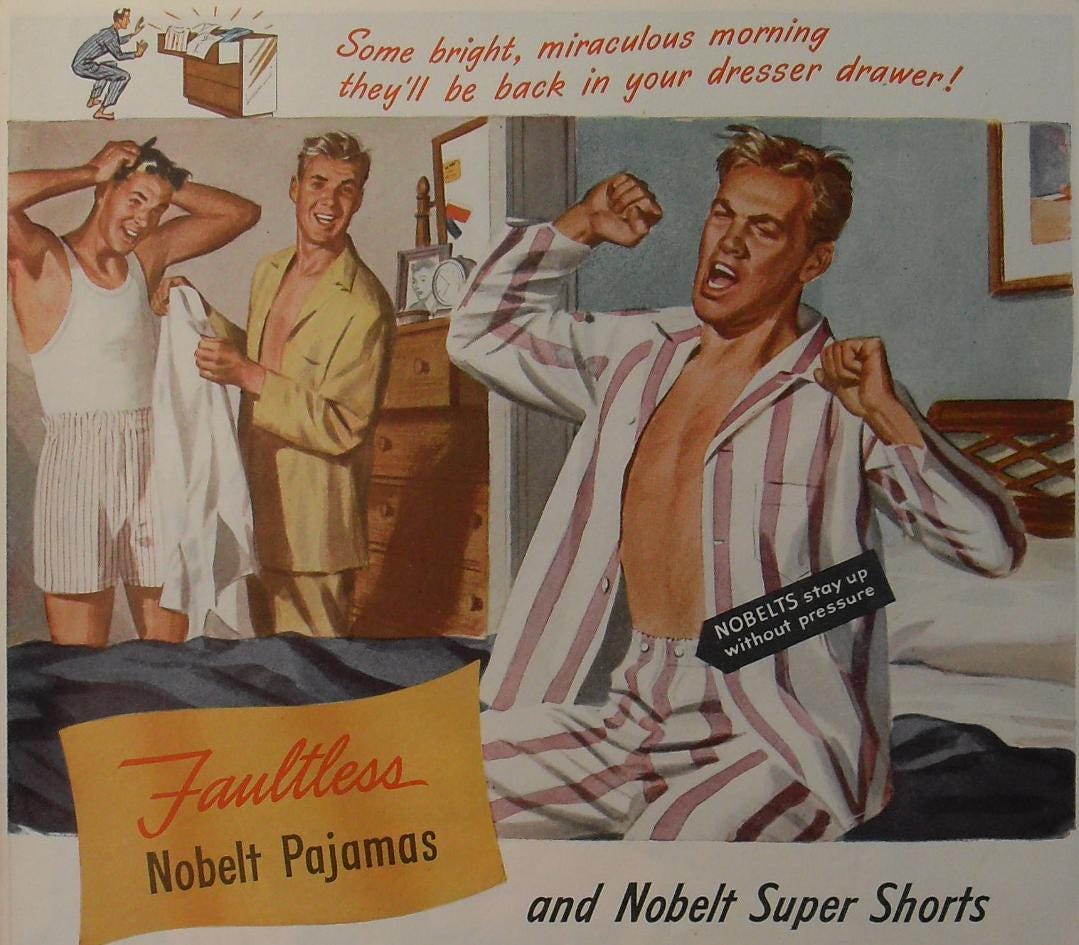 Some bright, miraculous morning
they'll be back in your dresser drawer!
NOBELTS stay up
without pressure
Faultless
Nobelt Pajamas
and Nobelt Super Shorts